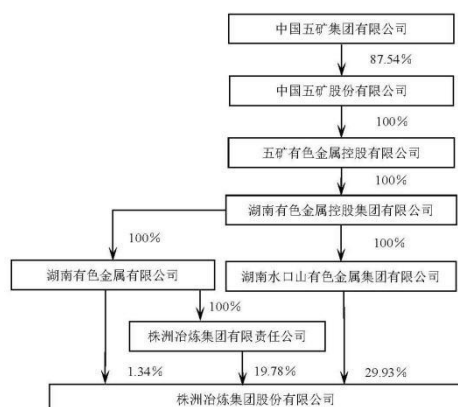 中国五矿集团有限公司
87.54%
中国五矿股份有限公司
100%
五矿有色金属控股有限公司
100%
湖南有色金属控股集团有限公司
100%
100%
湖南有色金属有限公司
湖南水口山有色金属集团有限公司
100%
株洲冶炼集团有限责任公司
1.34%
19.78%
29.93%
株洲冶炼集团股份有限公司